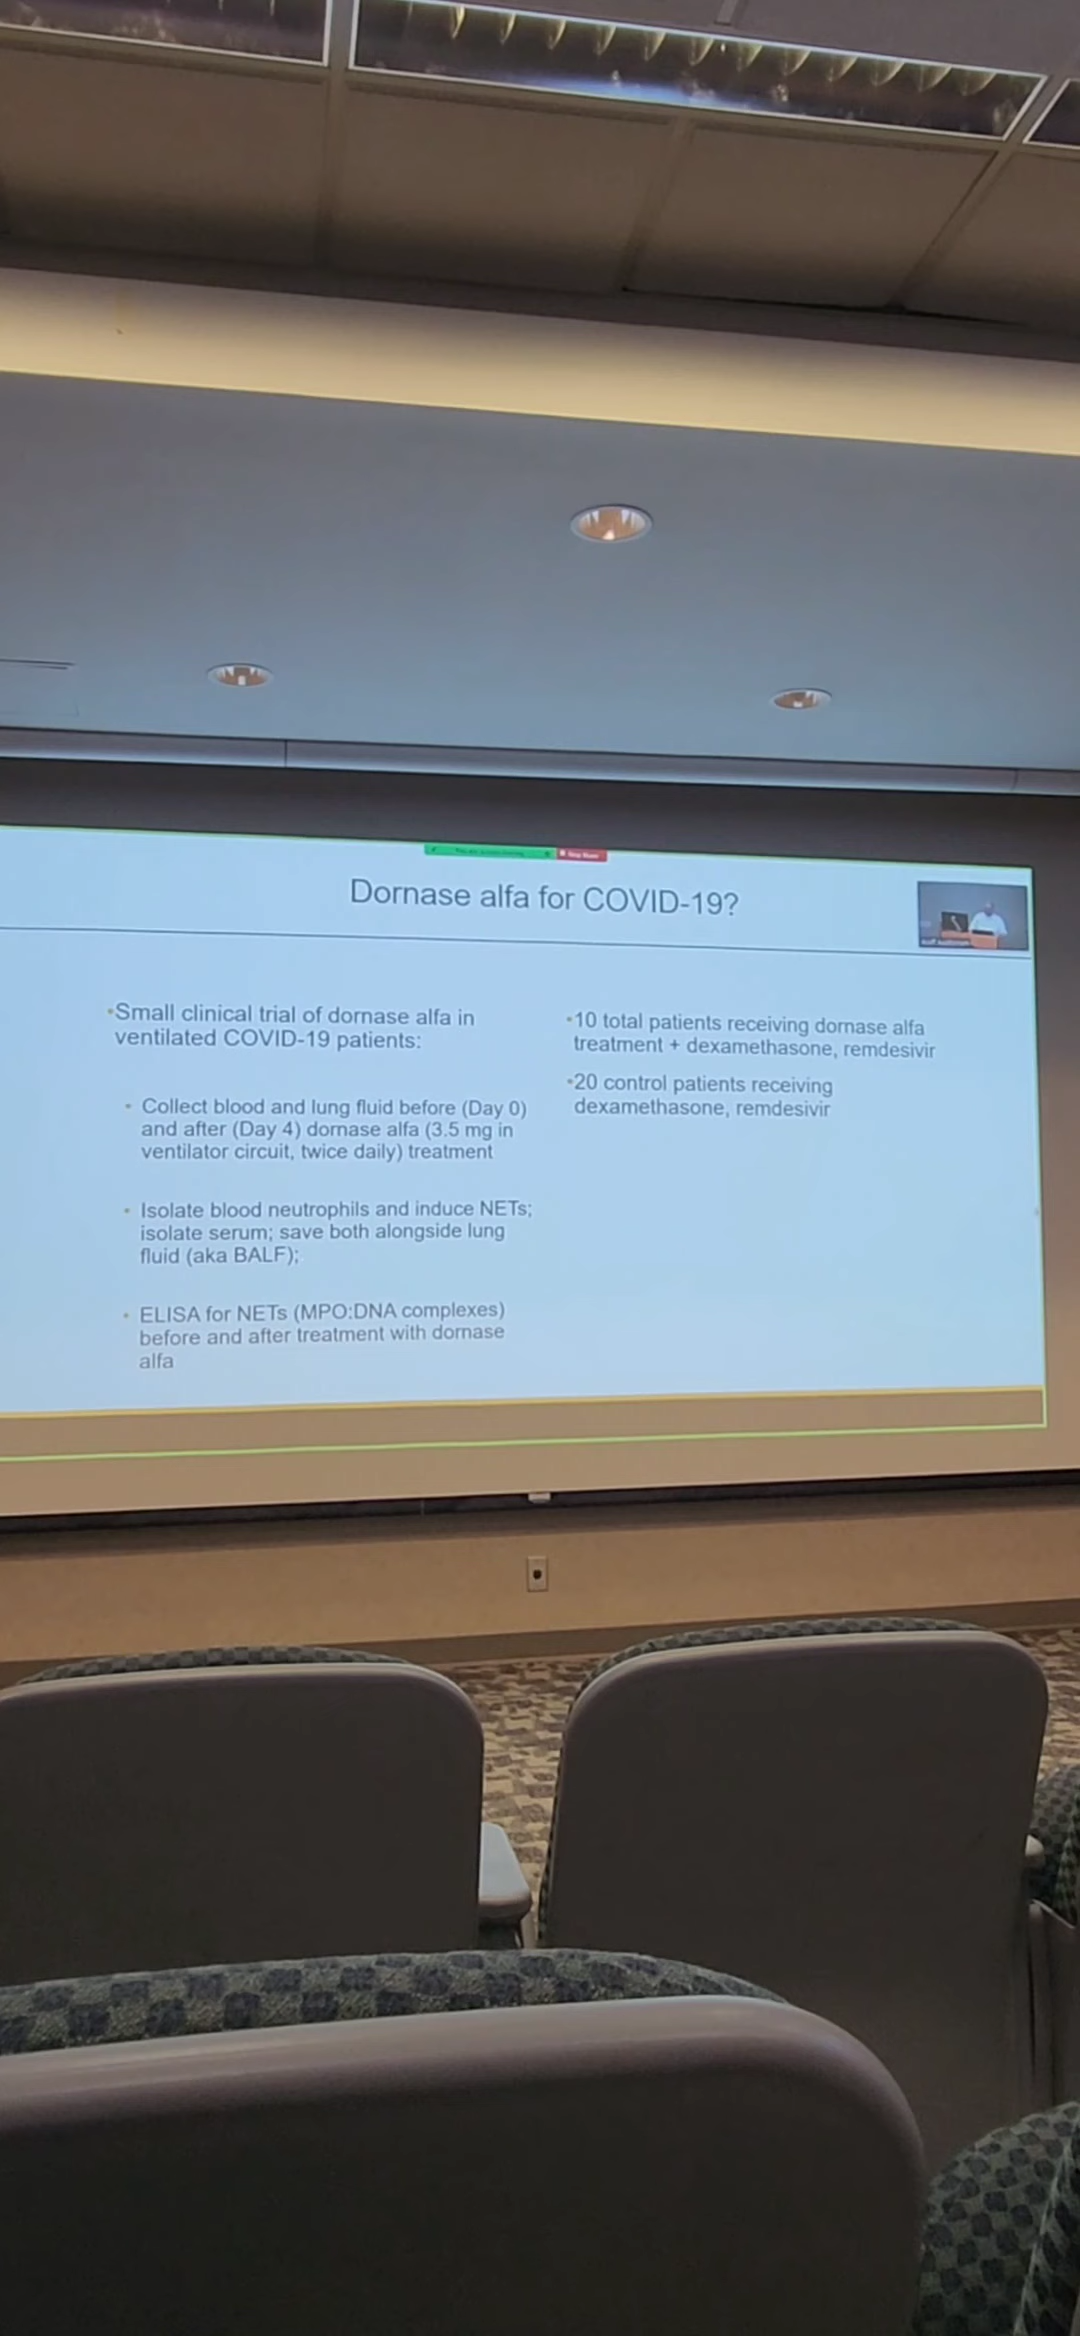 Stop Share
Dornase alfa for COVID-19?
•Small clinical trial of dornase alfa in
ventilated COVID-19 patients:
• Collect blood and lung fluid before (Day 0)
and after (Day 4) dornase alfa (3.5 mg in
ventilator circuit, twice daily) treatment
• Isolate blood neutrophils and induce NETs;
isolate serum; save both alongside lung
fluid (aka BALF);
• ELISA for NETs (MPO:DNA complexes)
before and after treatment with dornase
alfa
•10 total patients receiving dornase alfa
treatment + dexamethasone, remdesivir
•20 control patients receiving
dexamethasone, remdesivir